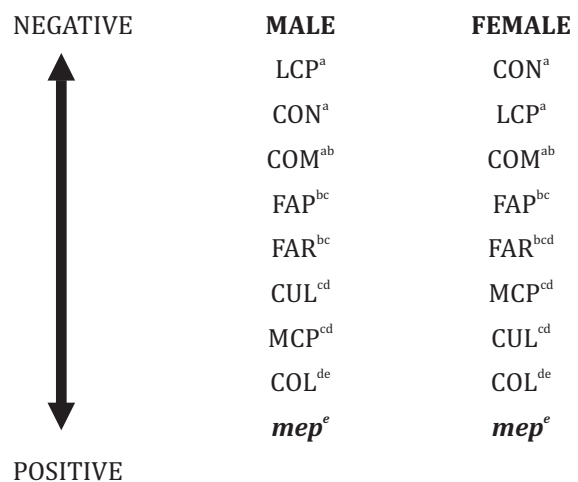 NEGATIVE MALE FEMALE
LCPᵃ CONᵃ
CONᵃ LCPᵃ
COMᵃᵇ COMᵃᵇ
FAPᵇᶜ FAPᵇᶜ
FARᵇᶜ FARᵇᶜᵈ
CULᶜᵈ MCPᶜᵈ
MCPᶜᵈ CULᶜᵈ
COLᵈᵉ COLᵈᵉ
mepᵉ mepᵉ
POSITIVE